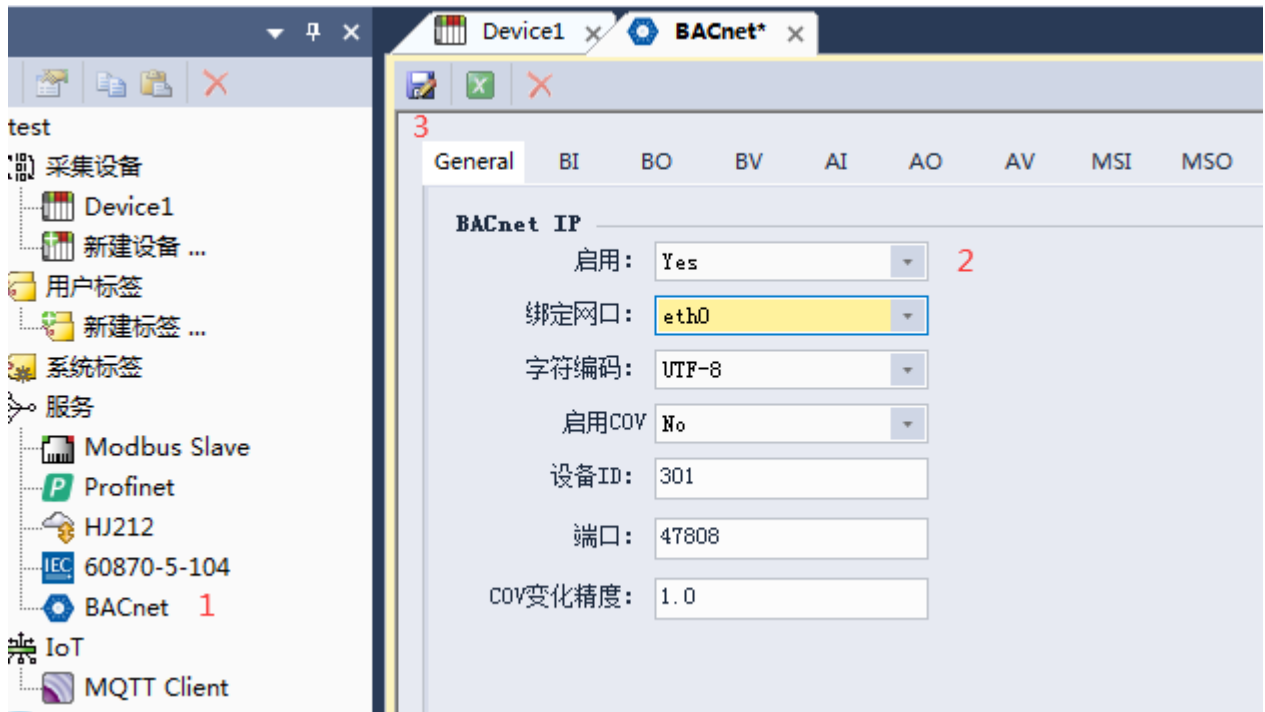 Device1
BACnet*
test
采集设备
Device1
新建设备 ...
用户标签
新建标签 ...
系统标签
服务
Modbus Slave
Profinet
HJ212
IEC 60870-5-104
BACnet 1
IoT
MQTT Client
3
General BI BO BV AI AO AV MSI MSO
BACnet IP
启用: Yes 2
绑定网口: eth0
字符编码: UTF-8
启用COV No
设备ID: 301
端口: 47808
COV变化精度: 1.0